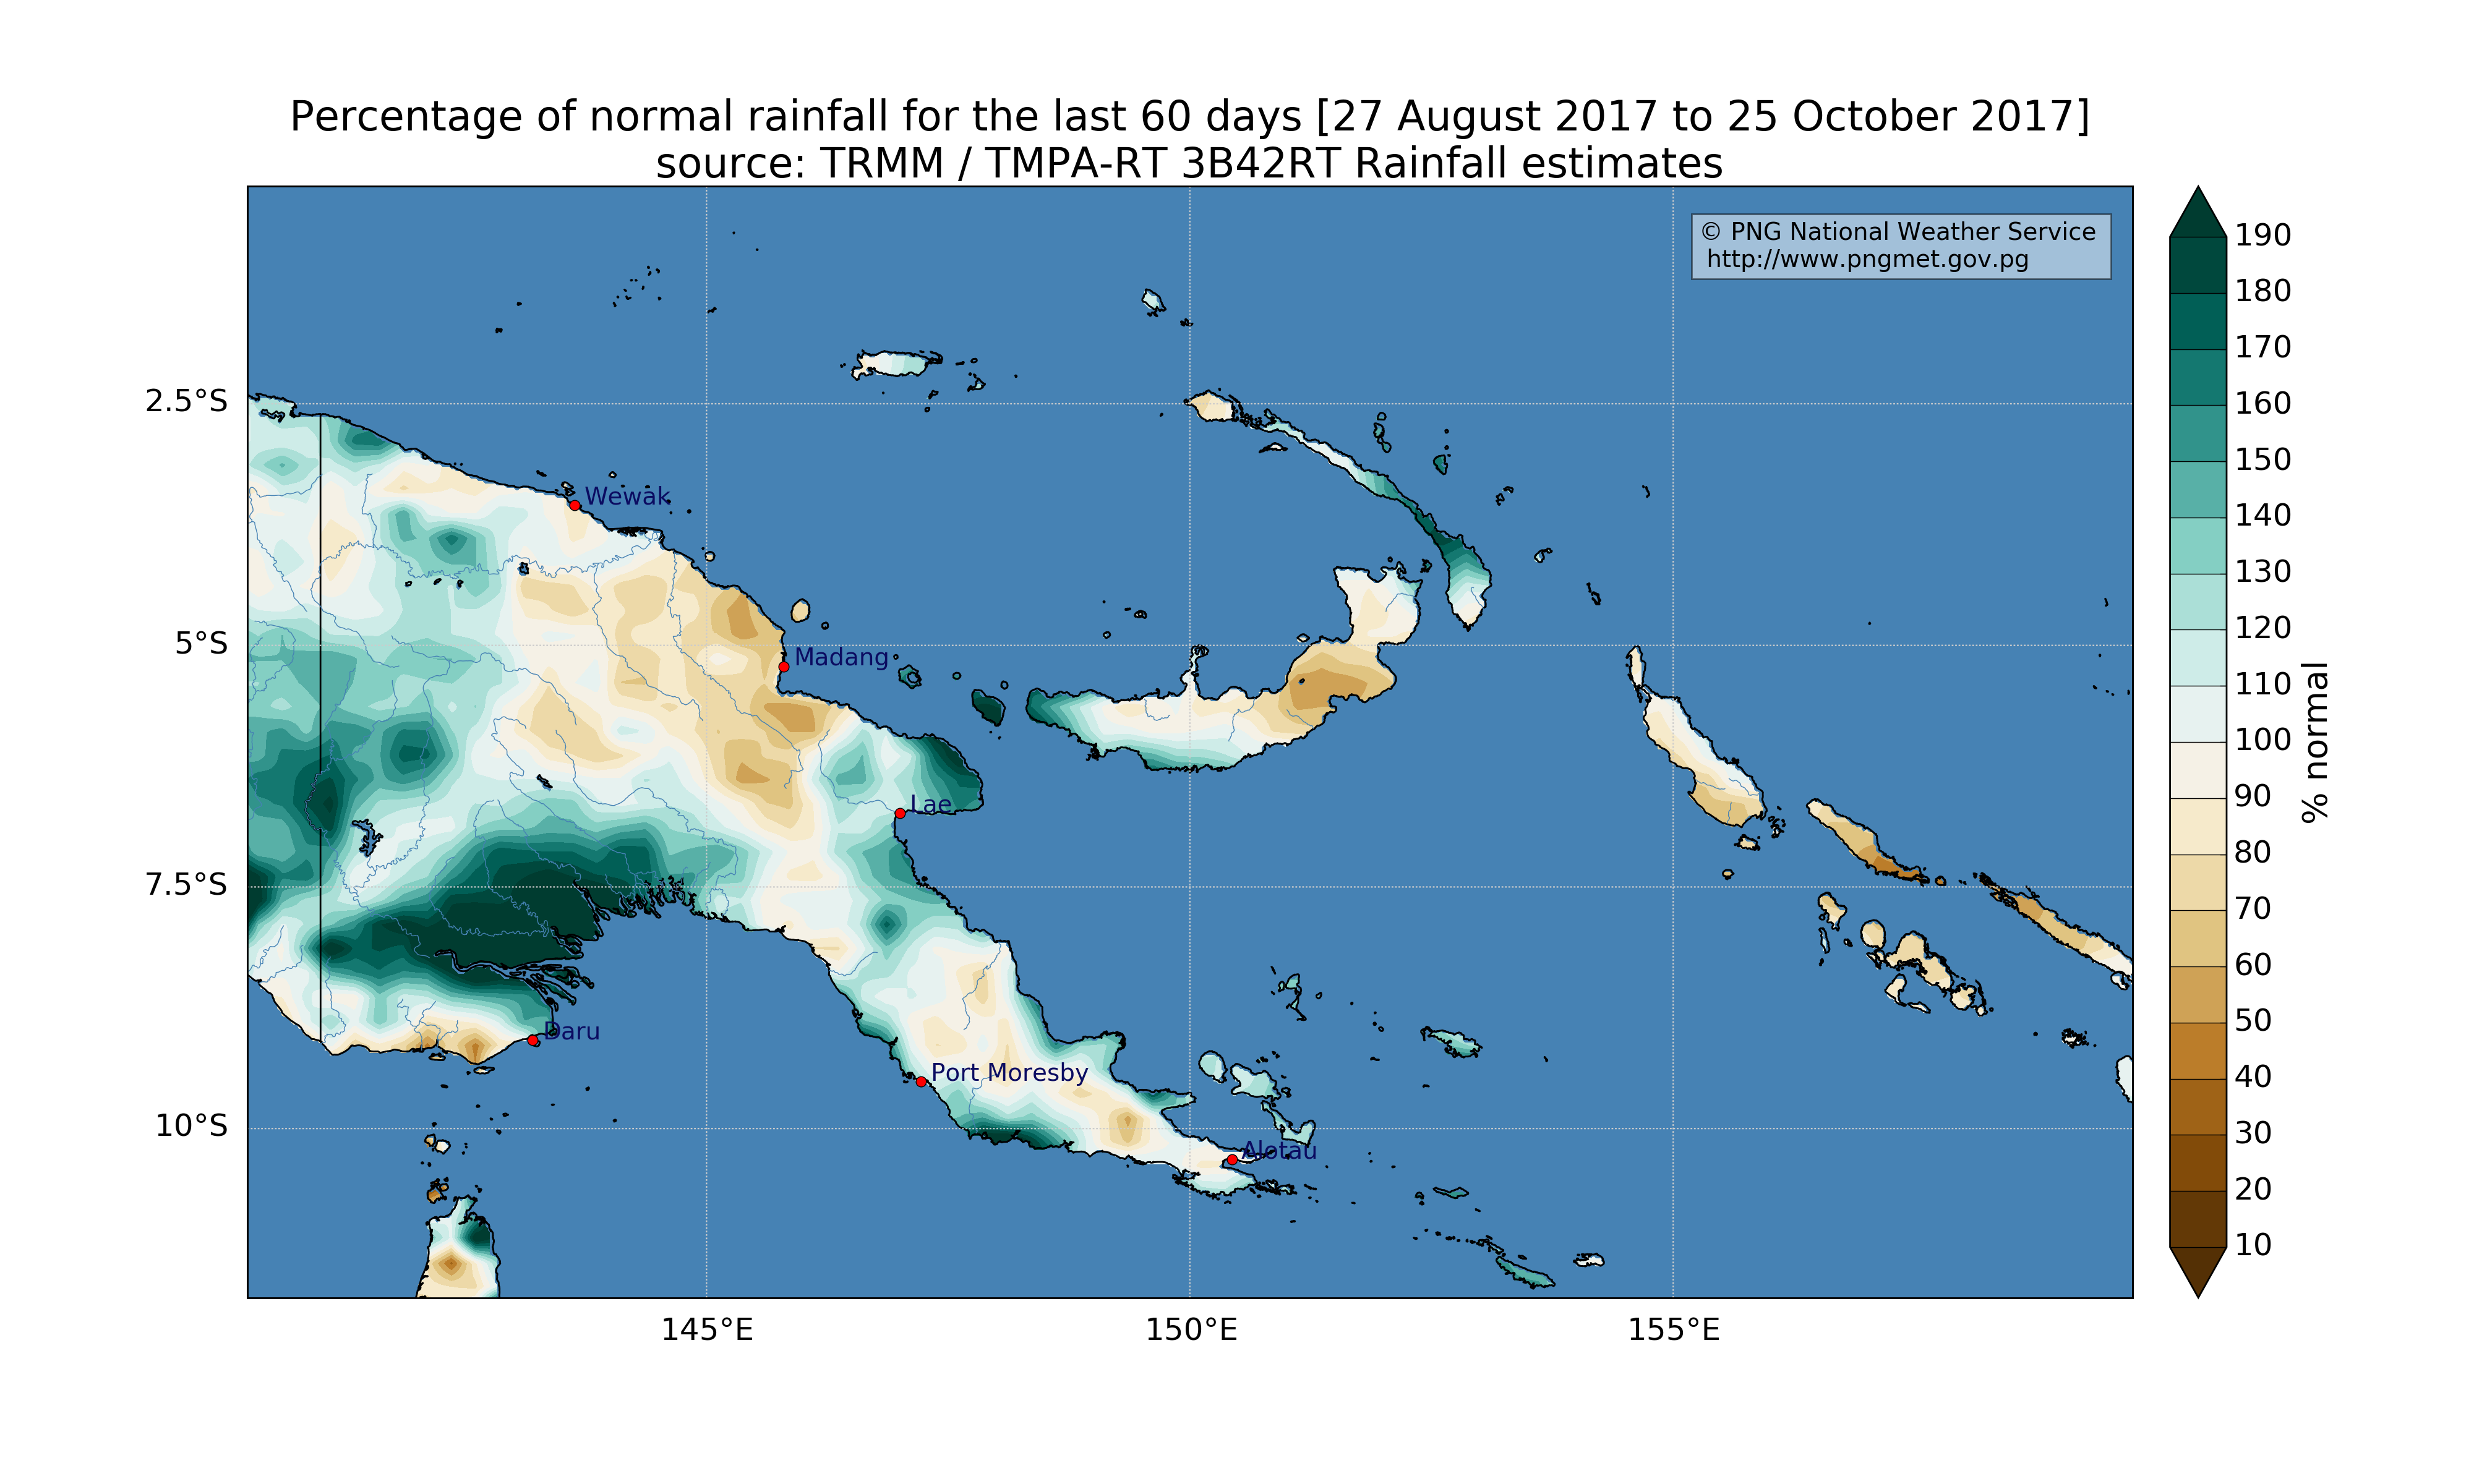 Percentage of normal rainfall for the last 60 days [27 August 2017 to 25 October 2017]
source: TRMM / TMPA-RT 3B42RT Rainfall estimates
© PNG National Weather Service
http://www.pngmet.gov.pg
2.5°S
5°S
7.5°S
10°S
Wewak
Madang
Lae
Daru
Port Moresby
Alotau
145°E
150°E
155°E
190
180
170
160
150
140
130
120
110
100
90
80
70
60
50
40
30
20
10
% normal